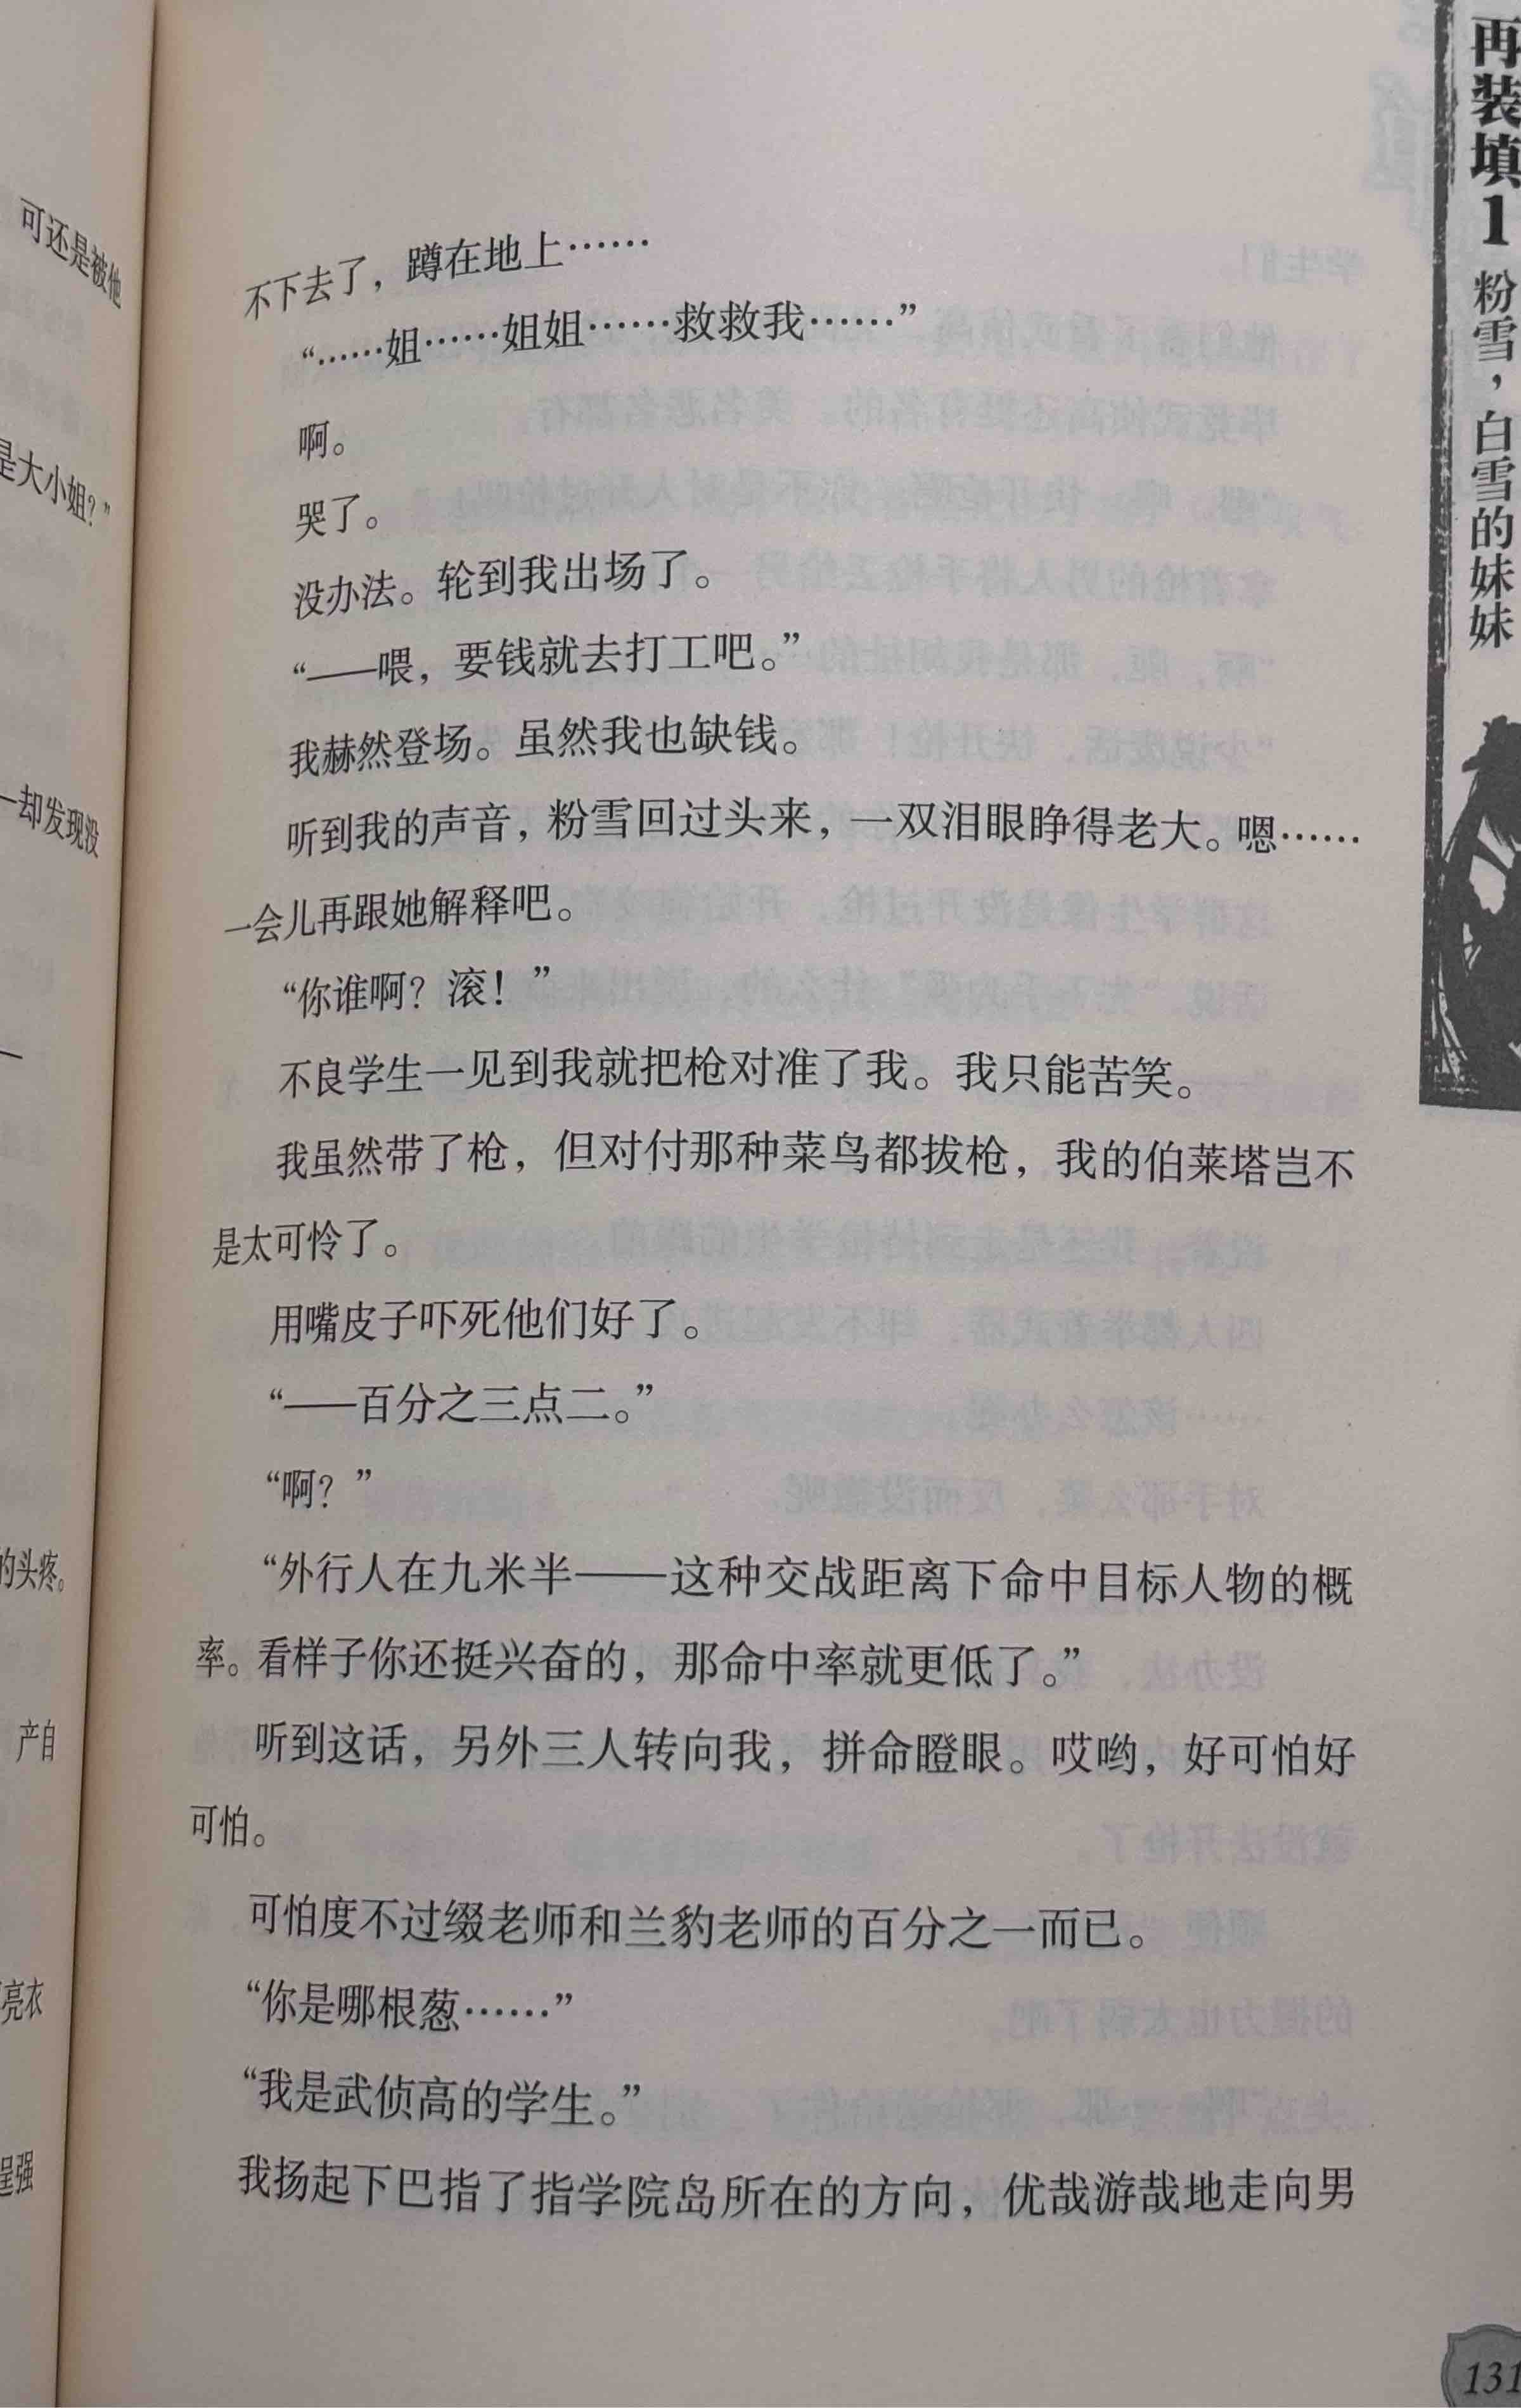 可还是被他
是大小姐？”
一却发现没
的头疼。
产自
亮衣
程强
再装填1 粉雪，白雪的妹妹
不下去了，蹲在地上……
“……姐……姐姐……救救我……”
啊。
哭了。
没办法。轮到我出场了。
“——喂，要钱就去打工吧。”
我赫然登场。虽然我也缺钱。
听到我的声音，粉雪回过头来，一双泪眼睁得老大。嗯……
一会儿再跟她解释吧。
“你谁啊？滚！”
不良学生一见到我就把枪对准了我。我只能苦笑。
我虽然带了枪，但对付那种菜鸟都拔枪，我的伯莱塔岂不
是太可怜了。
用嘴皮子吓死他们好了。
“——百分之三点二。”
“啊？”
“外行人在九米半——这种交战距离下命中目标人物的概
率。看样子你还挺兴奋的，那命中率就更低了。”
听到这话，另外三人转向我，拼命瞪眼。哎哟，好可怕好
可怕。
可怕度不过缀老师和兰豹老师的百分之一而已。
“你是哪根葱……”
“我是武侦高的学生。”
我扬起下巴指了指学院岛所在的方向，优哉游哉地走向男
131